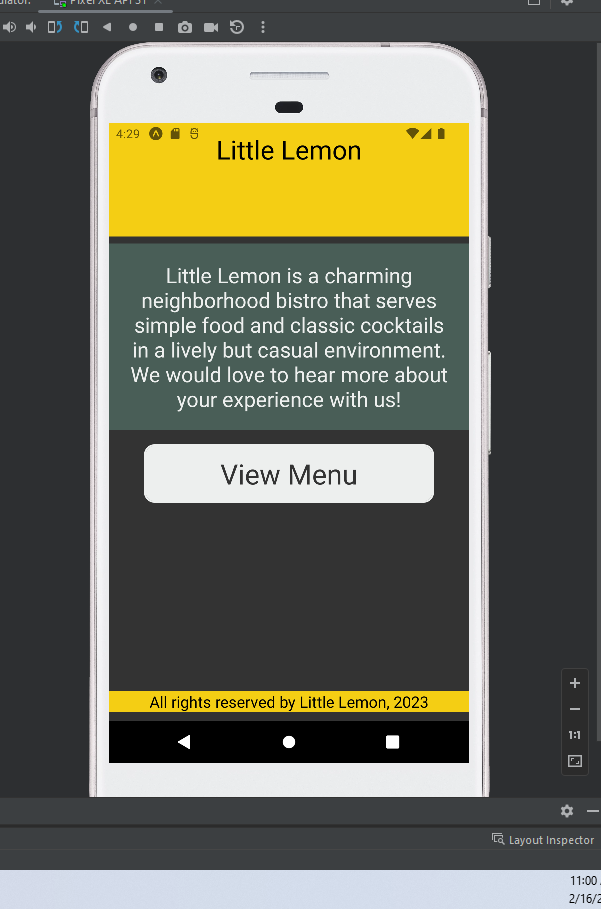 Pixel XL API 31
4:29
Little Lemon
Little Lemon is a charming
neighborhood bistro that serves
simple food and classic cocktails
in a lively but casual environment.
We would love to hear more about
your experience with us!
View Menu
All rights reserved by Little Lemon, 2023
1:1
Layout Inspector
11:00
2/16/2